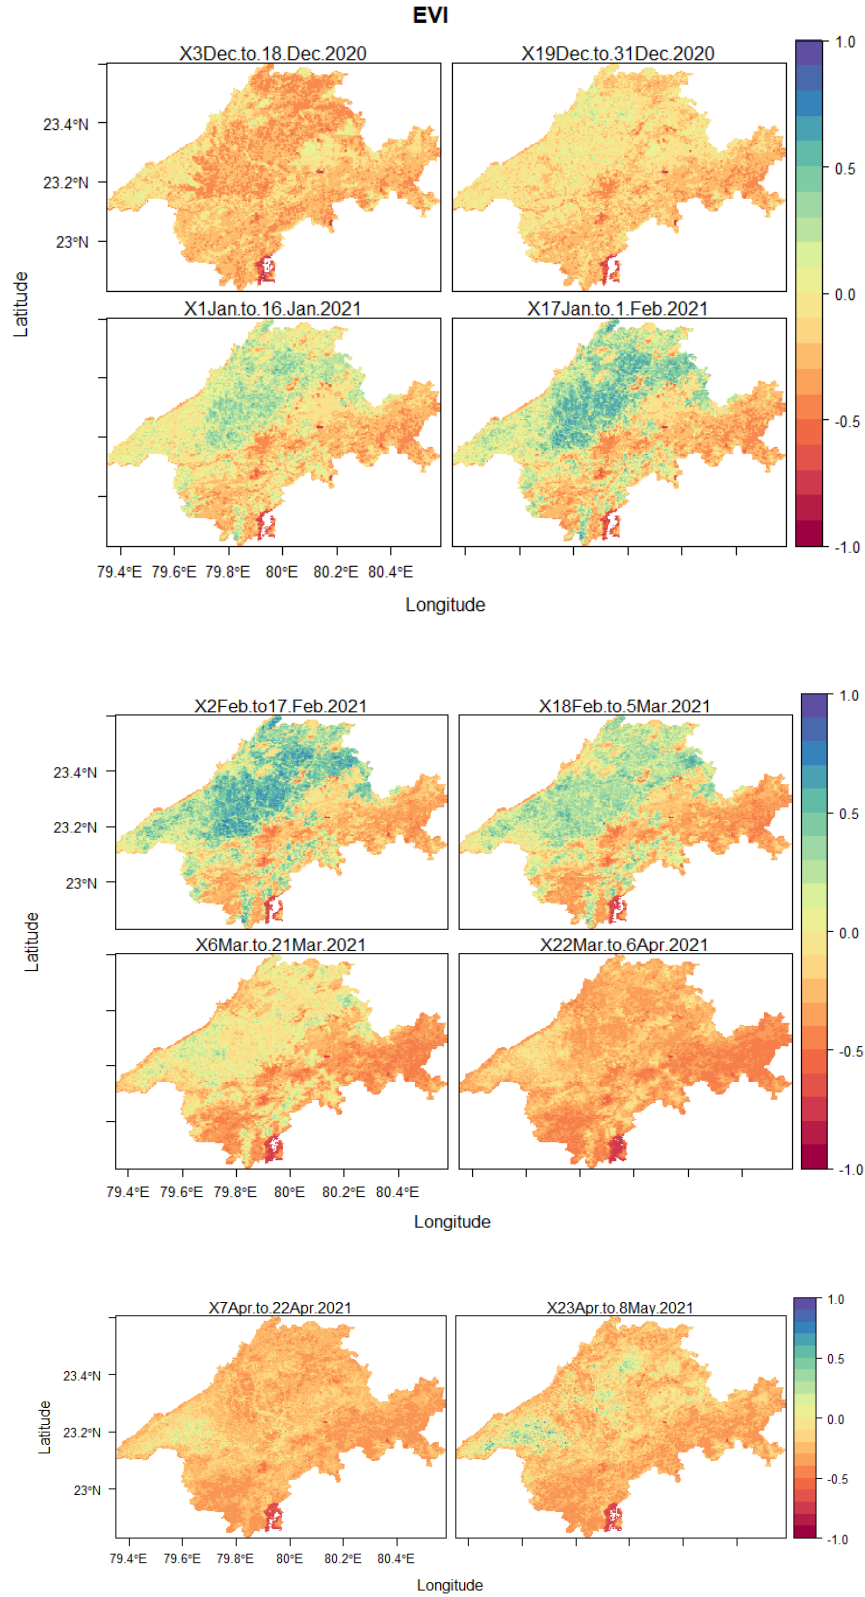 EVI
X3Dec.to.18.Dec.2020
X19Dec.to.31Dec.2020
1.0
0.5
0.0
-0.5
-1.0
23.4°N
23.2°N
23°N
Latitude
X1Jan.to.16.Jan.2021
X17Jan.to.1.Feb.2021
79.4°E 79.6°E 79.8°E 80°E 80.2°E 80.4°E
Longitude
X2Feb.to17.Feb.2021
X18Feb.to.5Mar.2021
1.0
0.5
0.0
-0.5
-1.0
23.4°N
23.2°N
23°N
Latitude
X6Mar.to.21Mar.2021
X22Mar.to.6Apr.2021
79.4°E 79.6°E 79.8°E 80°E 80.2°E 80.4°E
Longitude
X7Apr.to.22Apr.2021
X23Apr.to.8May.2021
1.0
0.5
0.0
-0.5
-1.0
23.4°N
23.2°N
23°N
Latitude
79.4°E 79.6°E 79.8°E 80°E 80.2°E 80.4°E
Longitude